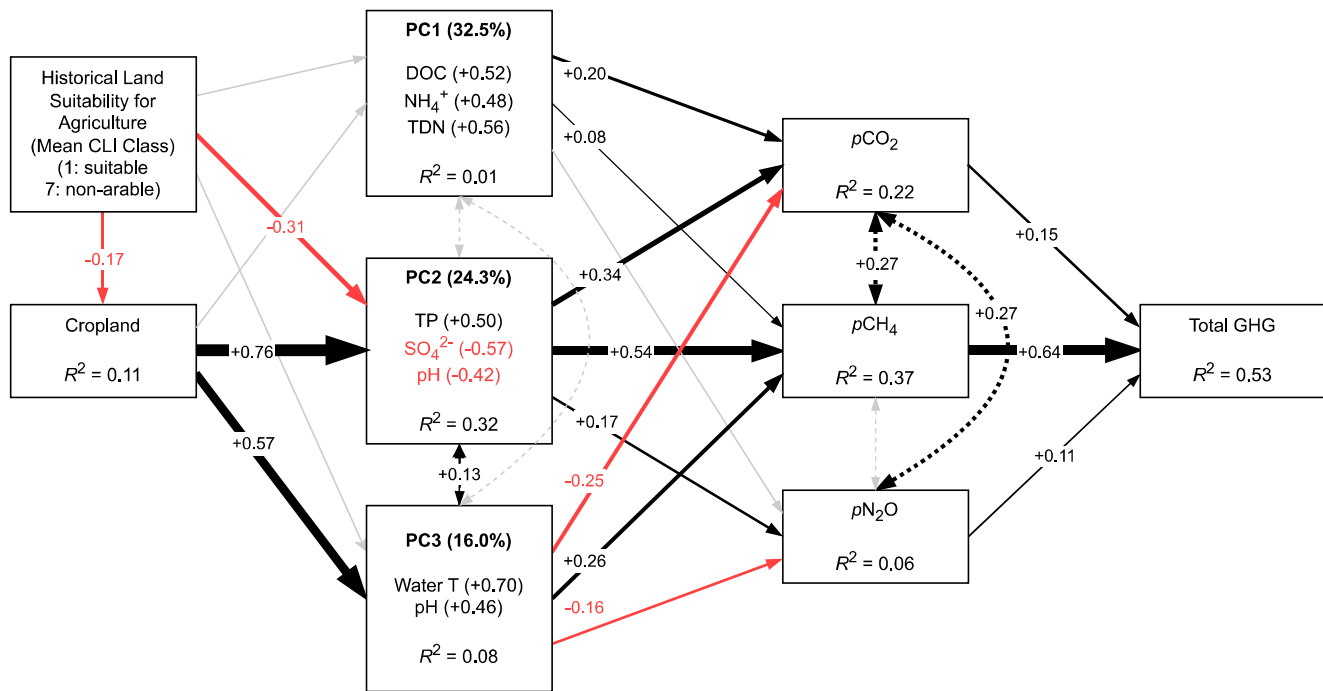 Historical Land
Suitability for
Agriculture
(Mean CLI Class)
(1: suitable
7: non-arable)
-0.17
Cropland
R² = 0.11
-0.31
+0.76
+0.57
PC1 (32.5%)
DOC (+0.52)
NH₄⁺ (+0.48)
TDN (+0.56)
R² = 0.01
PC2 (24.3%)
TP (+0.50)
SO₄²⁻ (-0.57)
pH (-0.42)
R² = 0.32
+0.13
PC3 (16.0%)
Water T (+0.70)
pH (+0.46)
R² = 0.08
+0.20
+0.08
+0.34
+0.54
+0.17
-0.25
+0.26
-0.16
pCO₂
R² = 0.22
+0.27
+0.27
pCH₄
R² = 0.37
pN₂O
R² = 0.06
+0.15
+0.64
+0.11
Total GHG
R² = 0.53